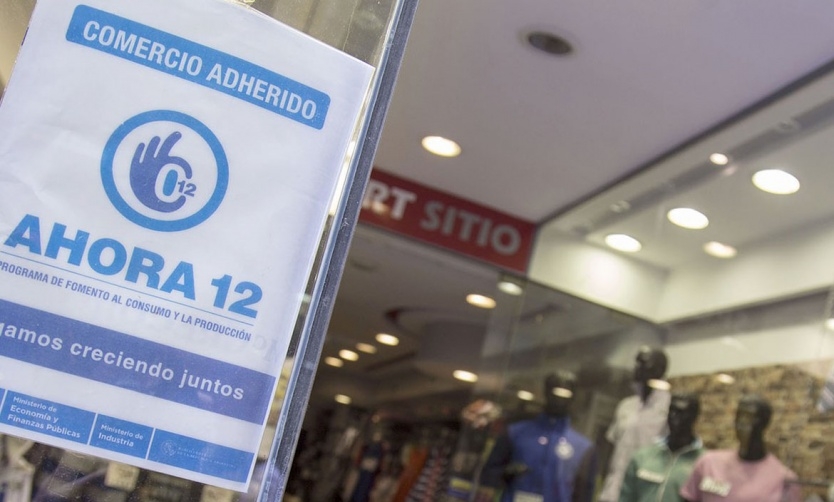 COMERCIO ADHERIDO
12
AHORA 12
PROGRAMA DE FOMENTO AL CONSUMO Y LA PRODUCCIÓN
gamos creciendo juntos
Ministerio de
Economía y
Finanzas Públicas
Ministerio de
Industria
RT SITIO